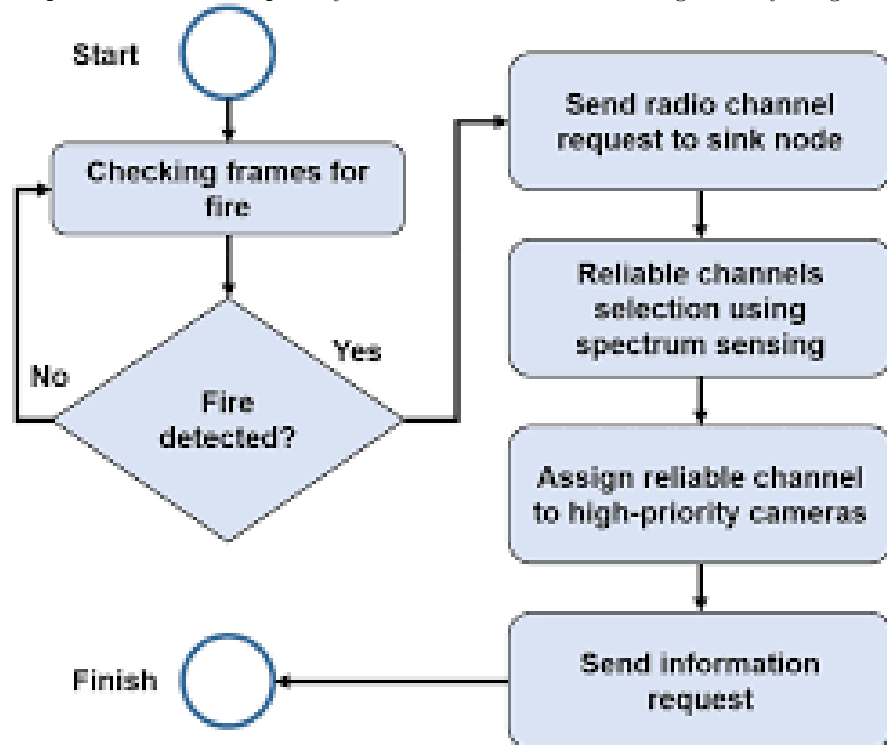 Start
Checking frames for
fire
Fire
detected?
No
Yes
Send radio channel
request to sink node
Reliable channels
selection using
spectrum sensing
Assign reliable channel
to high-priority cameras
Send information
request
Finish